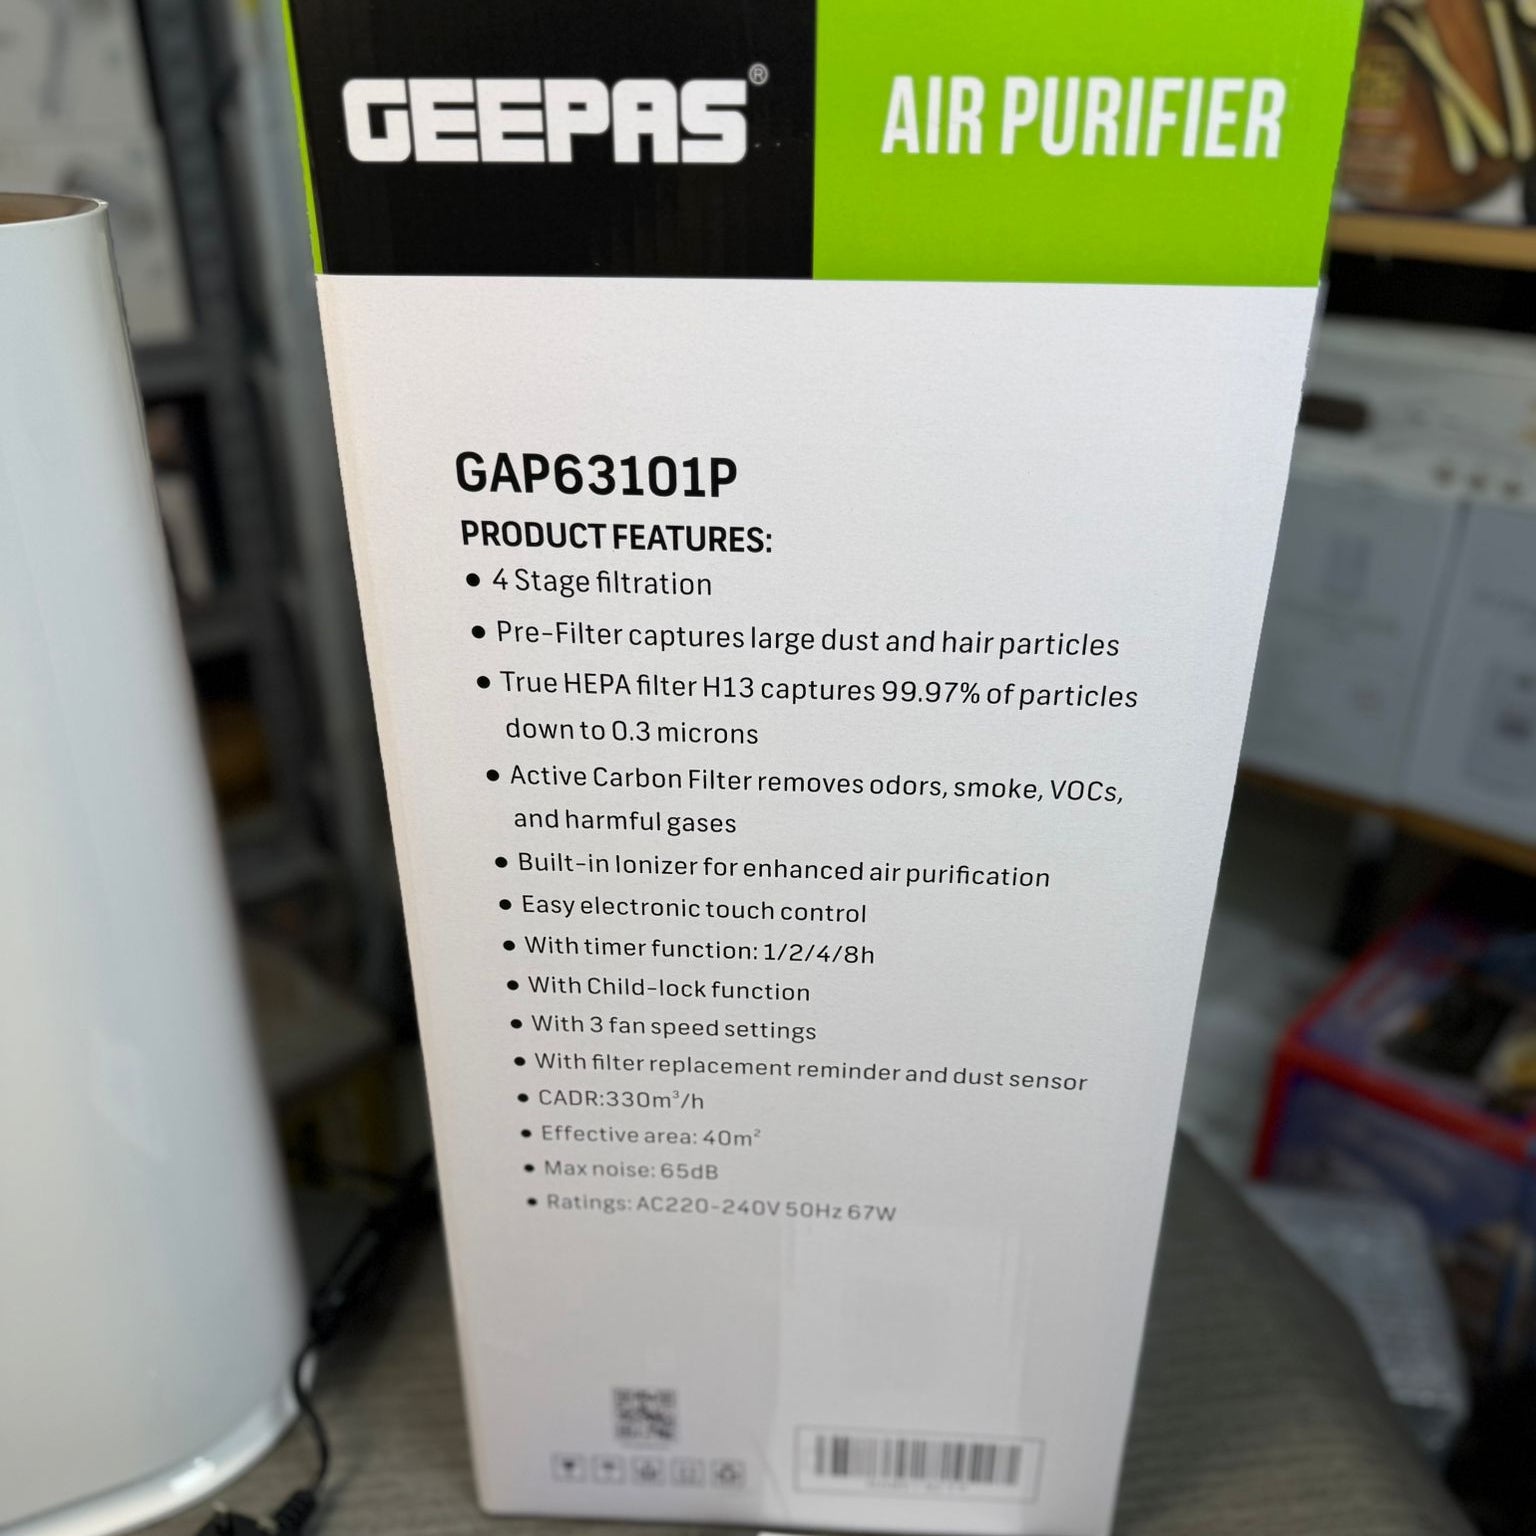 GEEPAS®
AIR PURIFIER
GAP63101P
PRODUCT FEATURES:
• 4 Stage filtration
• Pre-Filter captures large dust and hair particles
• True HEPA filter H13 captures 99.97% of particles
down to 0.3 microns
• Active Carbon Filter removes odors, smoke, VOCs,
and harmful gases
• Built-in Ionizer for enhanced air purification
• Easy electronic touch control
• With timer function: 1/2/4/8h
• With Child-lock function
• With 3 fan speed settings
• With filter replacement reminder and dust sensor
• CADR:330m³/h
• Effective area: 40m²
• Max noise: 65dB
• Ratings: AC220-240V 50Hz 67W